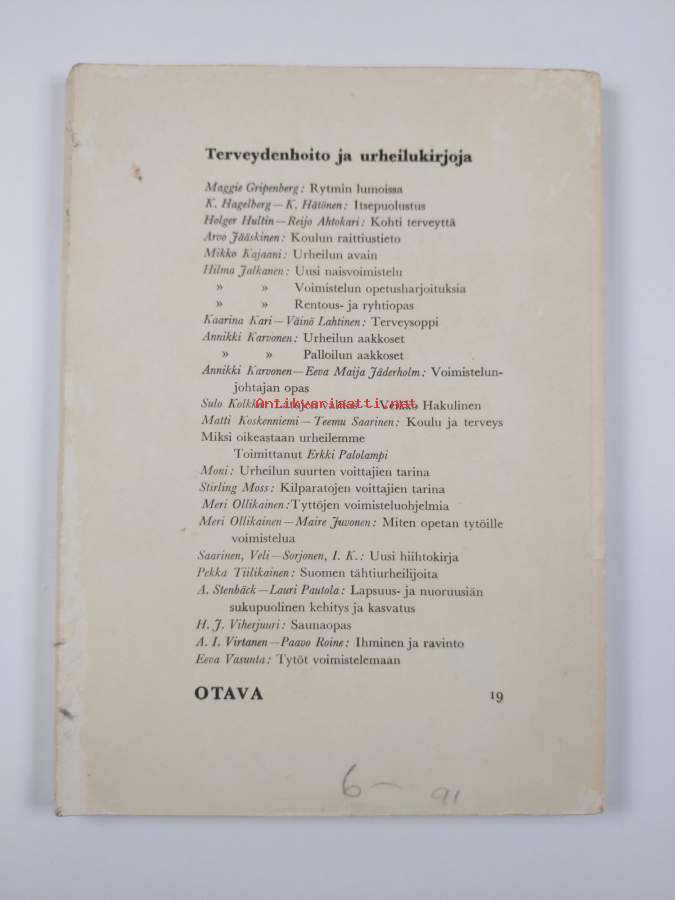 Terveydenhoito ja urheilukirjoja
Maggie Gripenberg: Rytmin lumoissa
K. Hagelberg—K. Hätönen: Itsepuolustus
Holger Hultin—Reijo Ahtokari: Kohti terveyttä
Arvo Jääskinen: Koulun raittiustieto
Mikko Kajaani: Urheilun avain
Hilma Jalkanen: Uusi naisvoimistelu
» » Voimistelun opetusharjoituksia
» » Rentous- ja ryhtiopas
Kaarina Kari—Väinö Lahtinen: Terveysoppi
Annikki Karvonen: Urheilun aakkoset
» » Palloilun aakkoset
Annikki Karvonen—Eeva Maija Jäderholm: Voimistelun-
johtajan opas
Sulo Kolkka: Veikko Hakulinen
Antikvariaatti.net
Matti Koskenniemi—Teemu Saarinen: Koulu ja terveys
Miksi oikeastaan urheilemme
Toimittanut Erkki Palolampi
Moni: Urheilun suurten voittajien tarina
Stirling Moss: Kilparatojen voittajien tarina
Meri Ollikainen: Tyttöjen voimisteluohjelmia
Meri Ollikainen—Maire Juvonen: Miten opetan tytöille
voimistelua
Saarinen, Veli—Sorjonen, I. K.: Uusi hiihtokirja
Pekka Tiilikainen: Suomen tähtiurheilijoita
A. Stenbäck—Lauri Pautola: Lapsuus- ja nuoruusiän
sukupuolinen kehitys ja kasvatus
H. J. Viherjuuri: Saunaopas
A. I. Virtanen—Paavo Roine: Ihminen ja ravinto
Eeva Vasunta: Tytöt voimistelemaan
OTAVA 19
6— 91